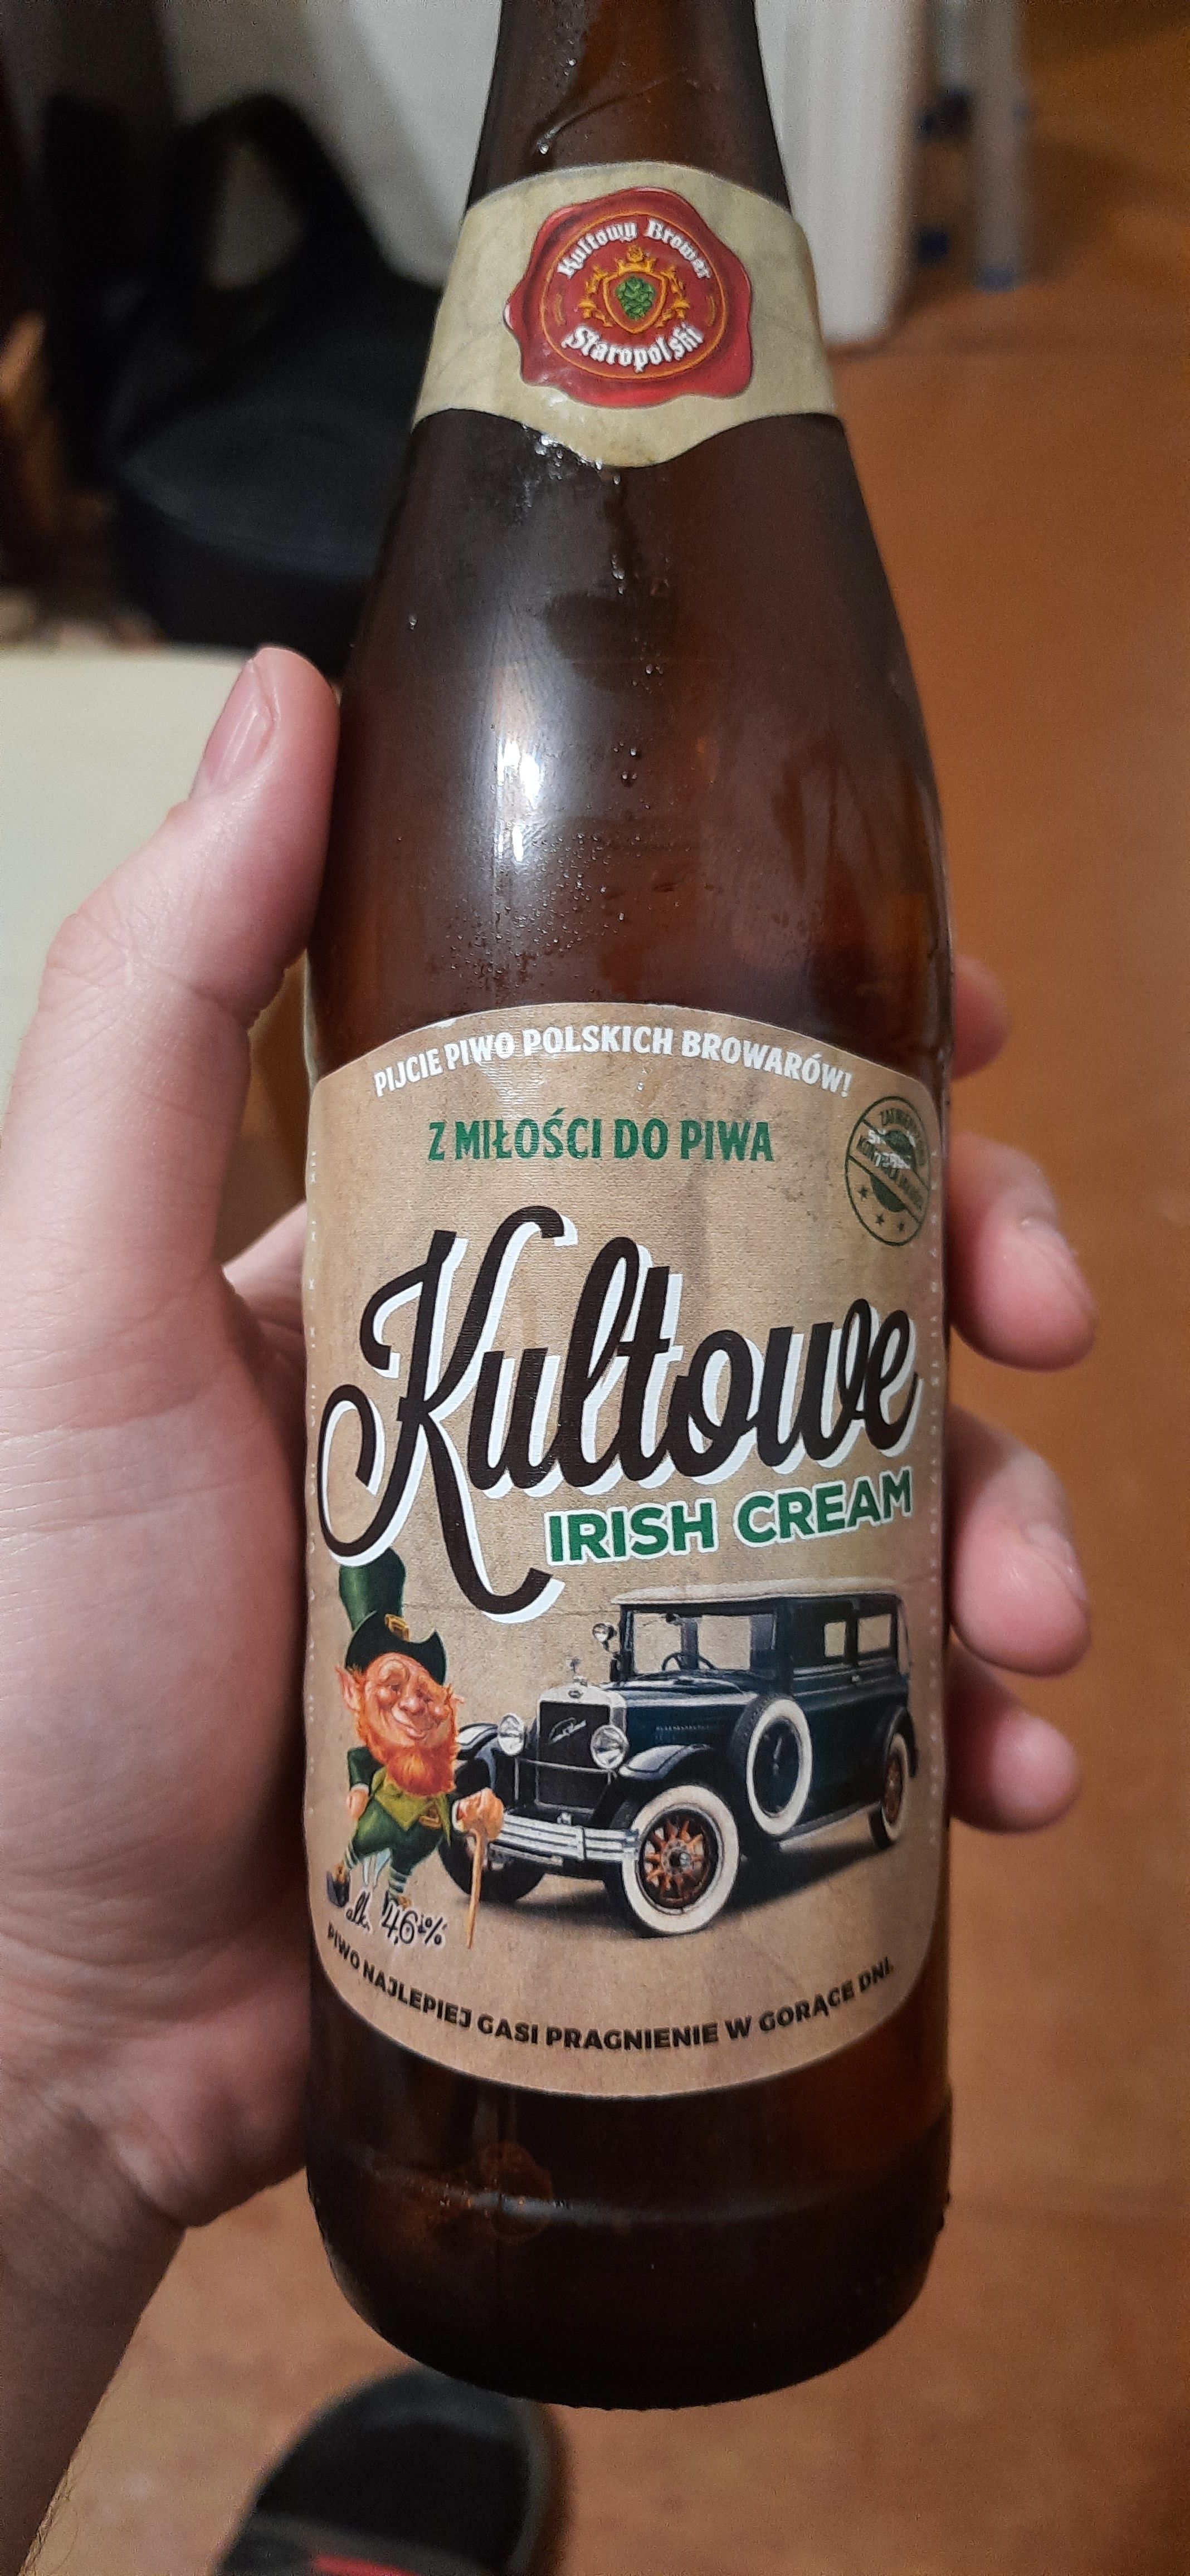 Kultowy Browar
Staropolski
PIJCIE PIWO POLSKICH BROWARÓW!
Z MIŁOŚCI DO PIWA
Kultowe
IRISH CREAM
alk. 4,6%
PIWO NAJLEPIEJ GASI PRAGNIENIE W GORĄCE DNI.